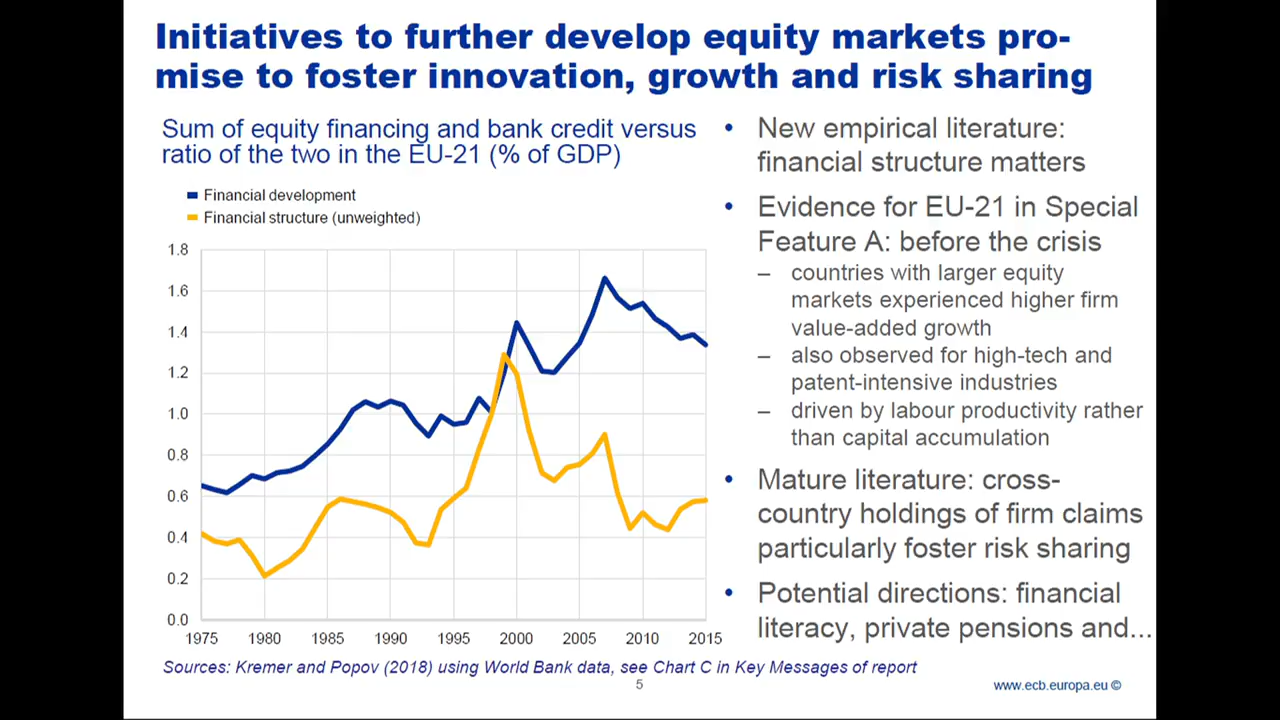 Initiatives to further develop equity markets pro-
mise to foster innovation, growth and risk sharing
Sum of equity financing and bank credit versus
ratio of the two in the EU-21 (% of GDP)
Financial development
Financial structure (unweighted)
1.8
1.6
1.4
1.2
1.0
0.8
0.6
0.4
0.2
0.0
1975 1980 1985 1990 1995 2000 2005 2010 2015
• New empirical literature:
financial structure matters
• Evidence for EU-21 in Special
Feature A: before the crisis
– countries with larger equity
markets experienced higher firm
value-added growth
– also observed for high-tech and
patent-intensive industries
– driven by labour productivity rather
than capital accumulation
• Mature literature: cross-
country holdings of firm claims
particularly foster risk sharing
• Potential directions: financial
literacy, private pensions and...
Sources: Kremer and Popov (2018) using World Bank data, see Chart C in Key Messages of report
5
www.ecb.europa.eu ©